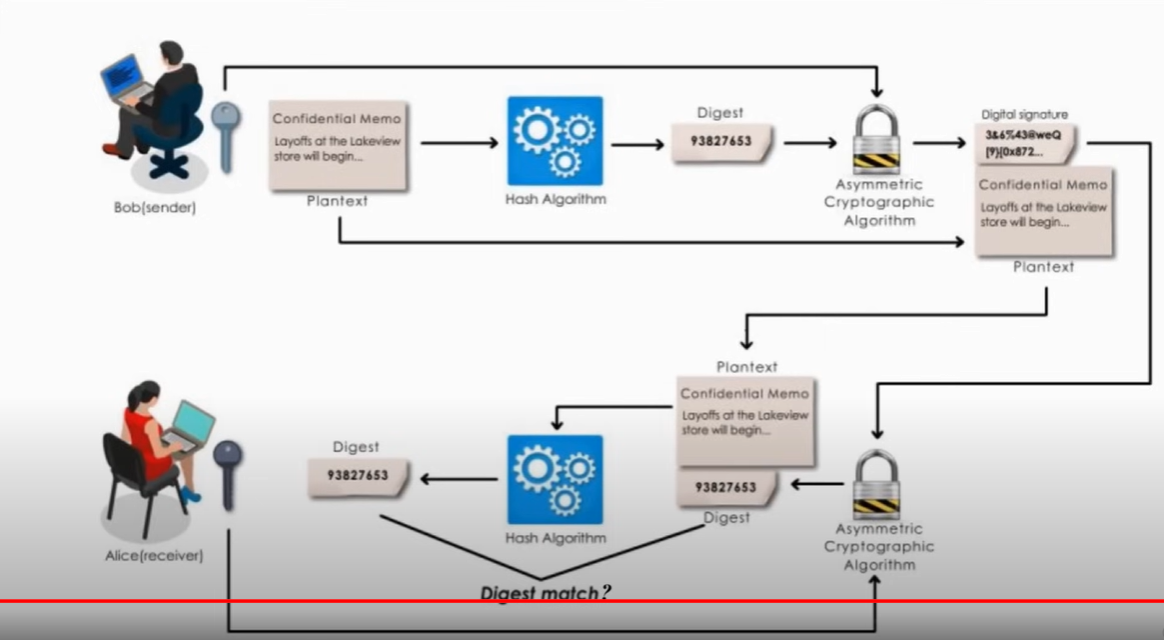 Digest
Digital signature
Confidential Memo
Layoffs at the Lakeview
store will begin...
93827653
3&6%43@weQ
[9}[0x872...
Confidential Memo
Layoffs at the Lakeview
store will begin...
Asymmetric
Cryptographic
Algorithm
Bob(sender)
Plantext
Hash Algorithm
Plantext
Plantext
Confidential Memo
Layoffs at the Lakeview
store will begin...
Digest
93827653
93827653
Digest
Alice(receiver)
Hash Algorithm
Asymmetric
Cryptographic
Algorithm
Digest match?